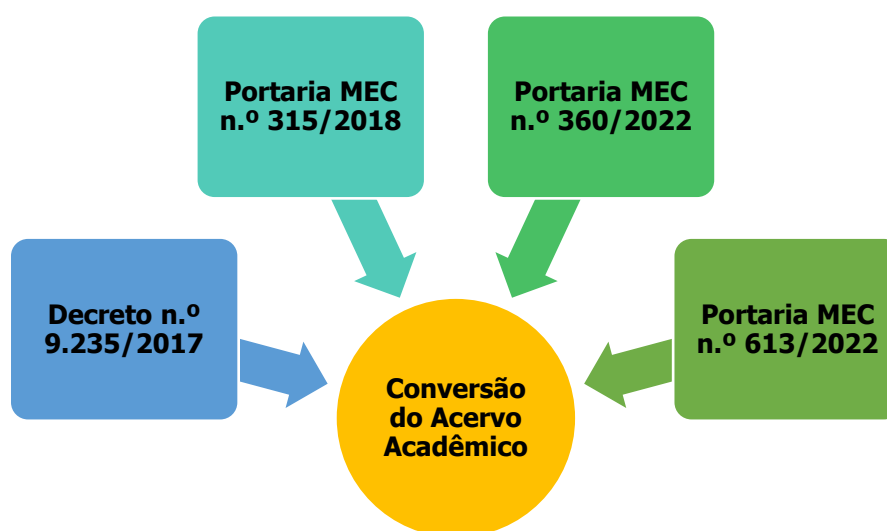 Portaria MEC
n.º 315/2018
Portaria MEC
n.º 360/2022
Decreto n.º
9.235/2017
Portaria MEC
n.º 613/2022
Conversão
do Acervo
Acadêmico